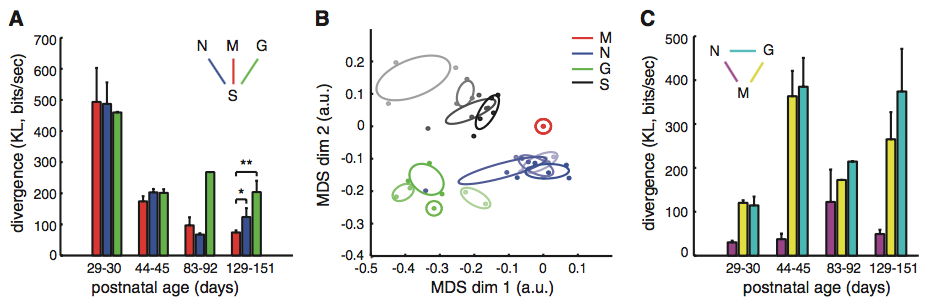 A
divergence (KL, bits/sec)
700
600
500
400
300
200
100
0
N M G
S
**
*
29-30 44-45 83-92 129-151
postnatal age (days)
B
MDS dim 2 (a.u.)
0.2
0.1
0
-0.1
-0.2
-0.3
-0.4
M
N
G
S
-0.5 -0.4 -0.3 -0.2 -0.1 0 0.1
MDS dim 1 (a.u.)
C
divergence (KL, bits/sec)
500
400
300
200
100
0
N G
M
29-30 44-45 83-92 129-151
postnatal age (days)